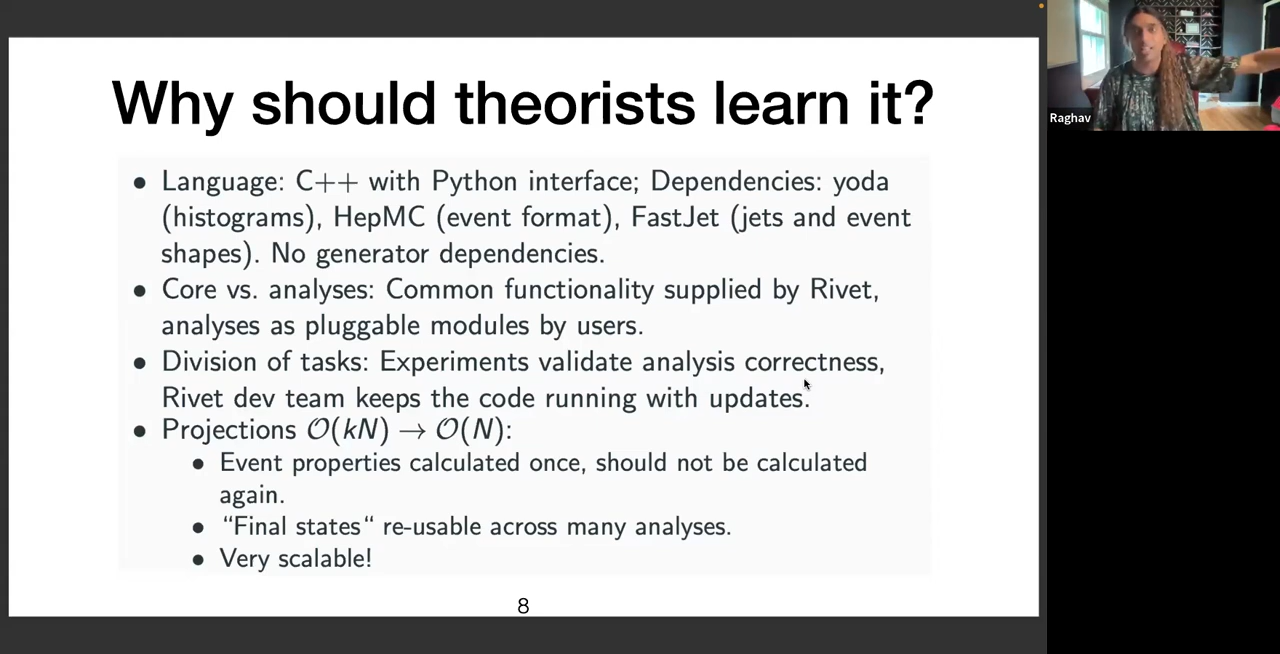 Why should theorists learn it?
• Language: C++ with Python interface; Dependencies: yoda
(histograms), HepMC (event format), FastJet (jets and event
shapes). No generator dependencies.
• Core vs. analyses: Common functionality supplied by Rivet,
analyses as pluggable modules by users.
• Division of tasks: Experiments validate analysis correctness,
Rivet dev team keeps the code running with updates.
• Projections 𝒪(kN) → 𝒪(N):
• Event properties calculated once, should not be calculated
again.
• “Final states“ re-usable across many analyses.
• Very scalable!
8
Raghav